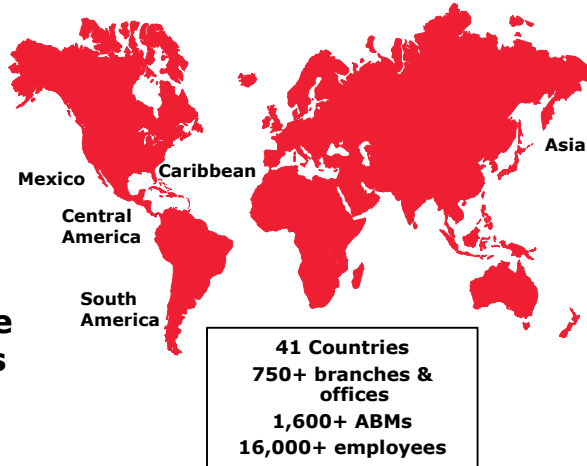 Asia
Caribbean
Mexico
Central
America
South
America
41 Countries
750+ branches &
offices
1,600+ ABMs
16,000+ employees